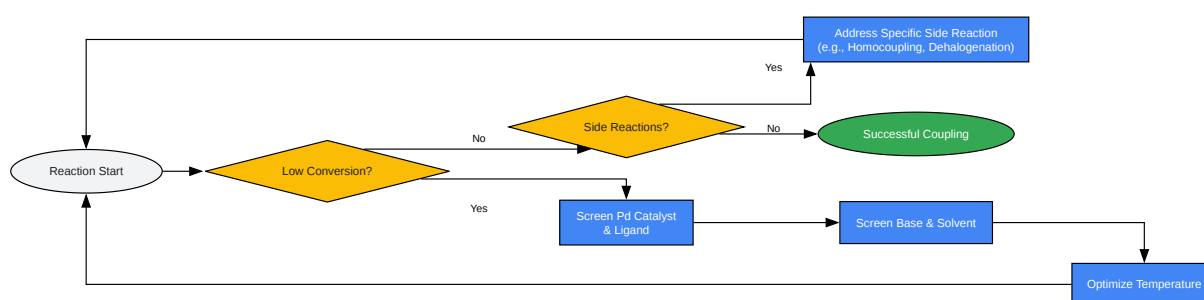 Address Specific Side Reaction
(e.g., Homocoupling, Dehalogenation)
Yes
Side Reactions?
No
Successful Coupling
No
Reaction Start
Low Conversion?
Yes
Screen Pd Catalyst
& Ligand
Screen Base & Solvent
Optimize Temperature